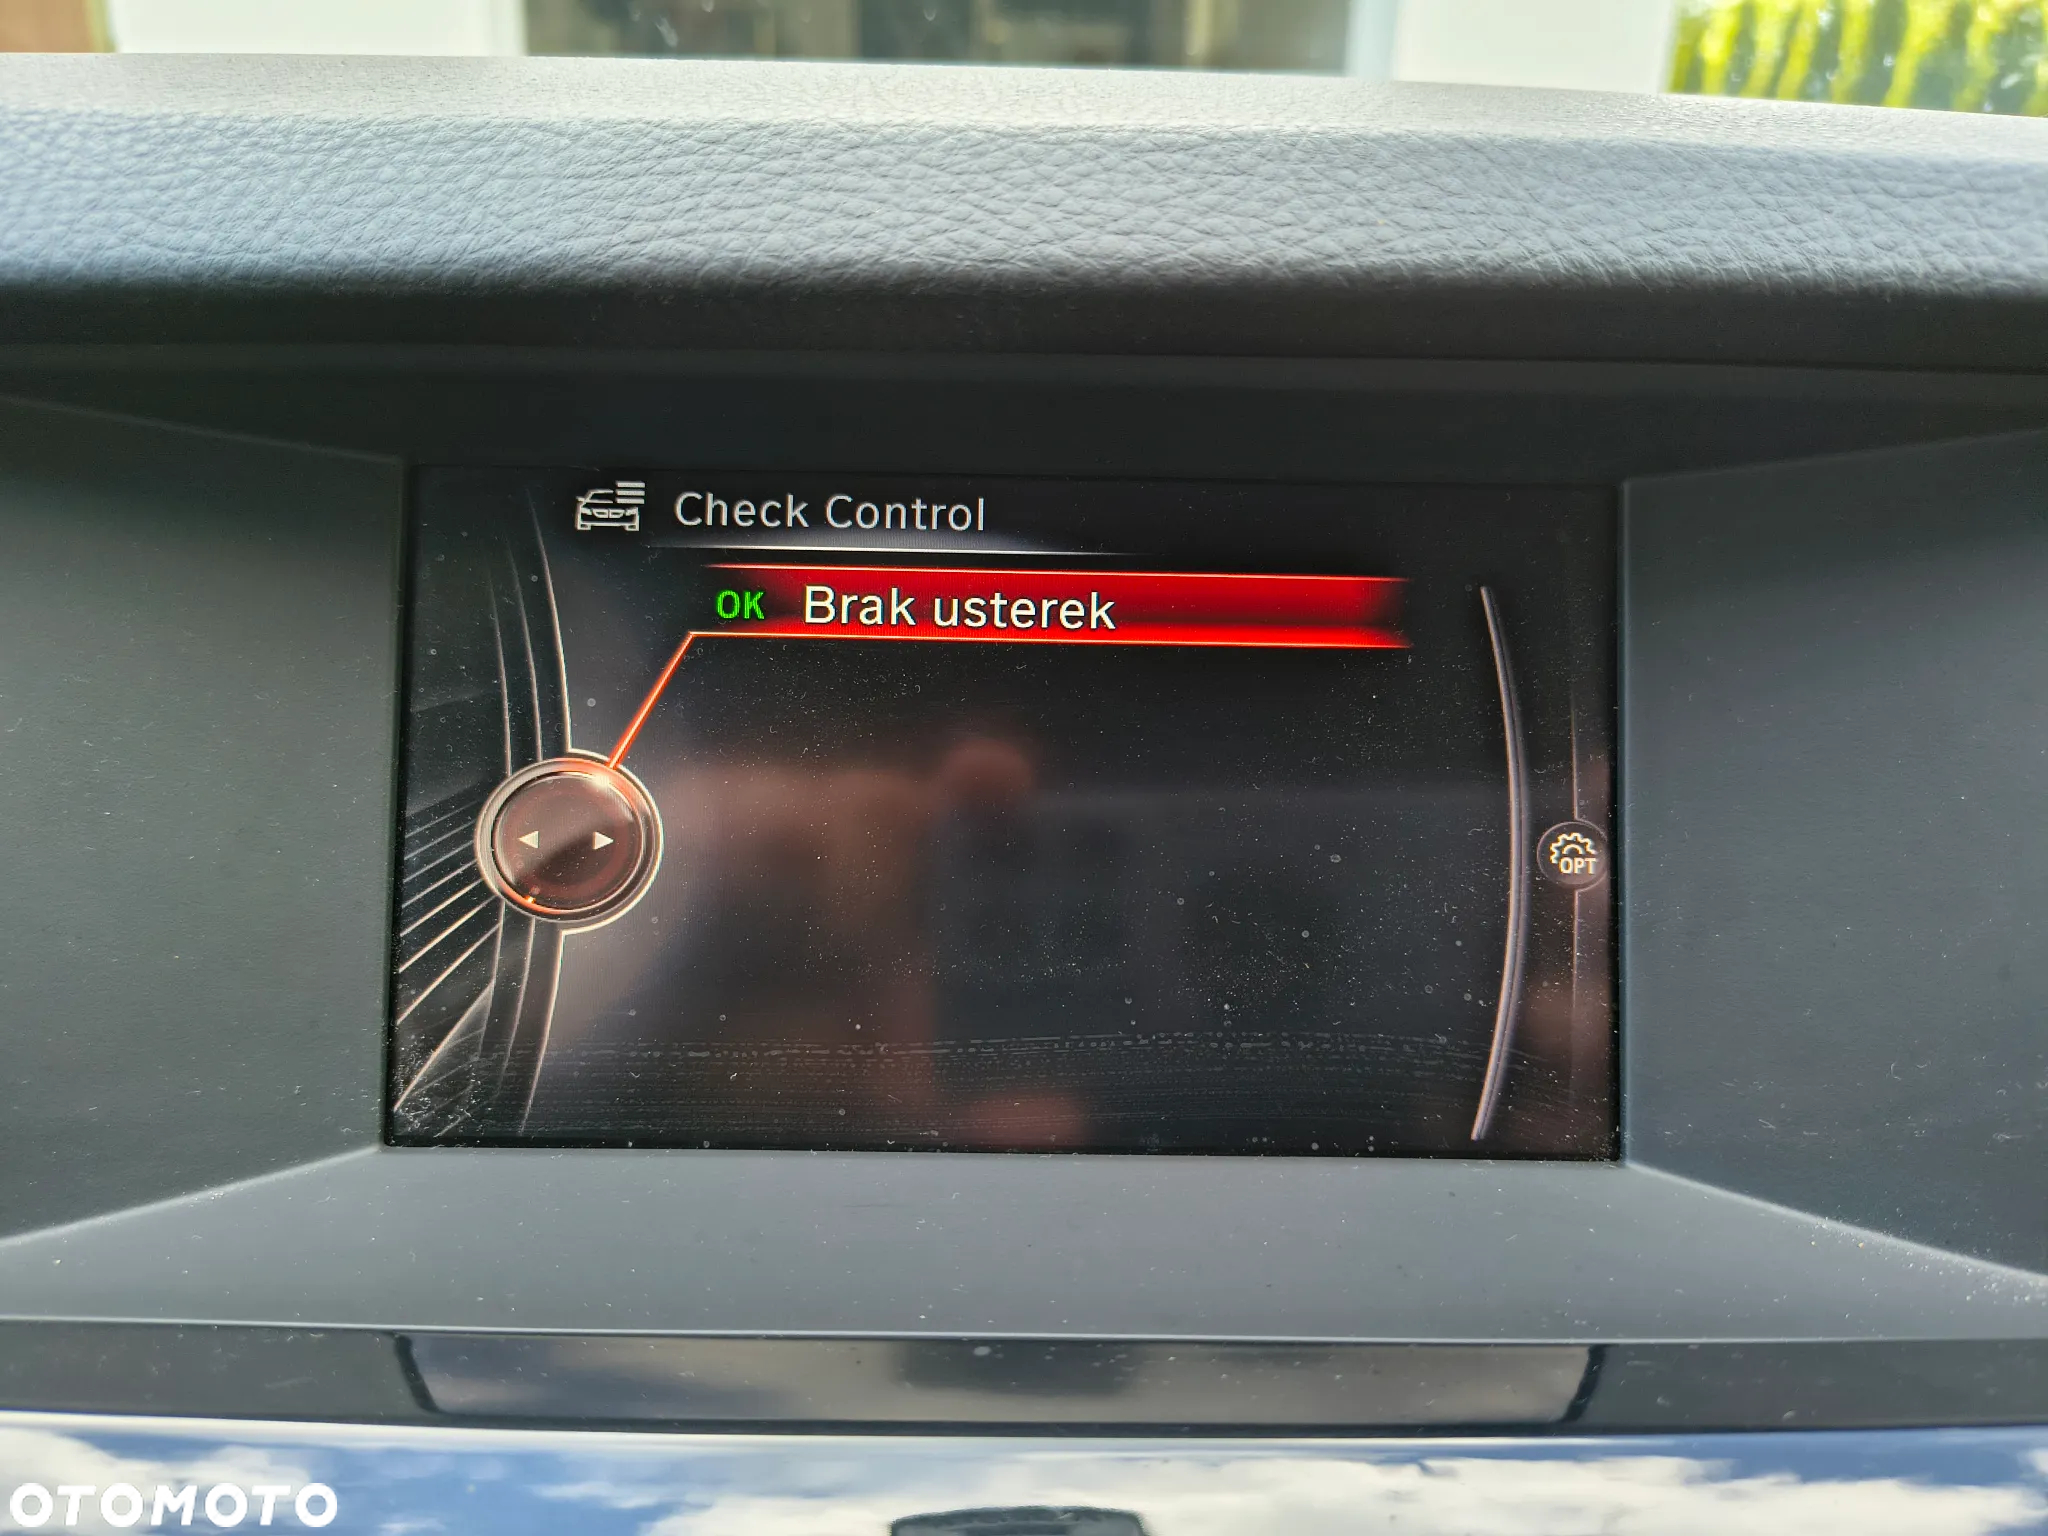 Check Control
OK Brak usterek
OPT
OTOMOTO